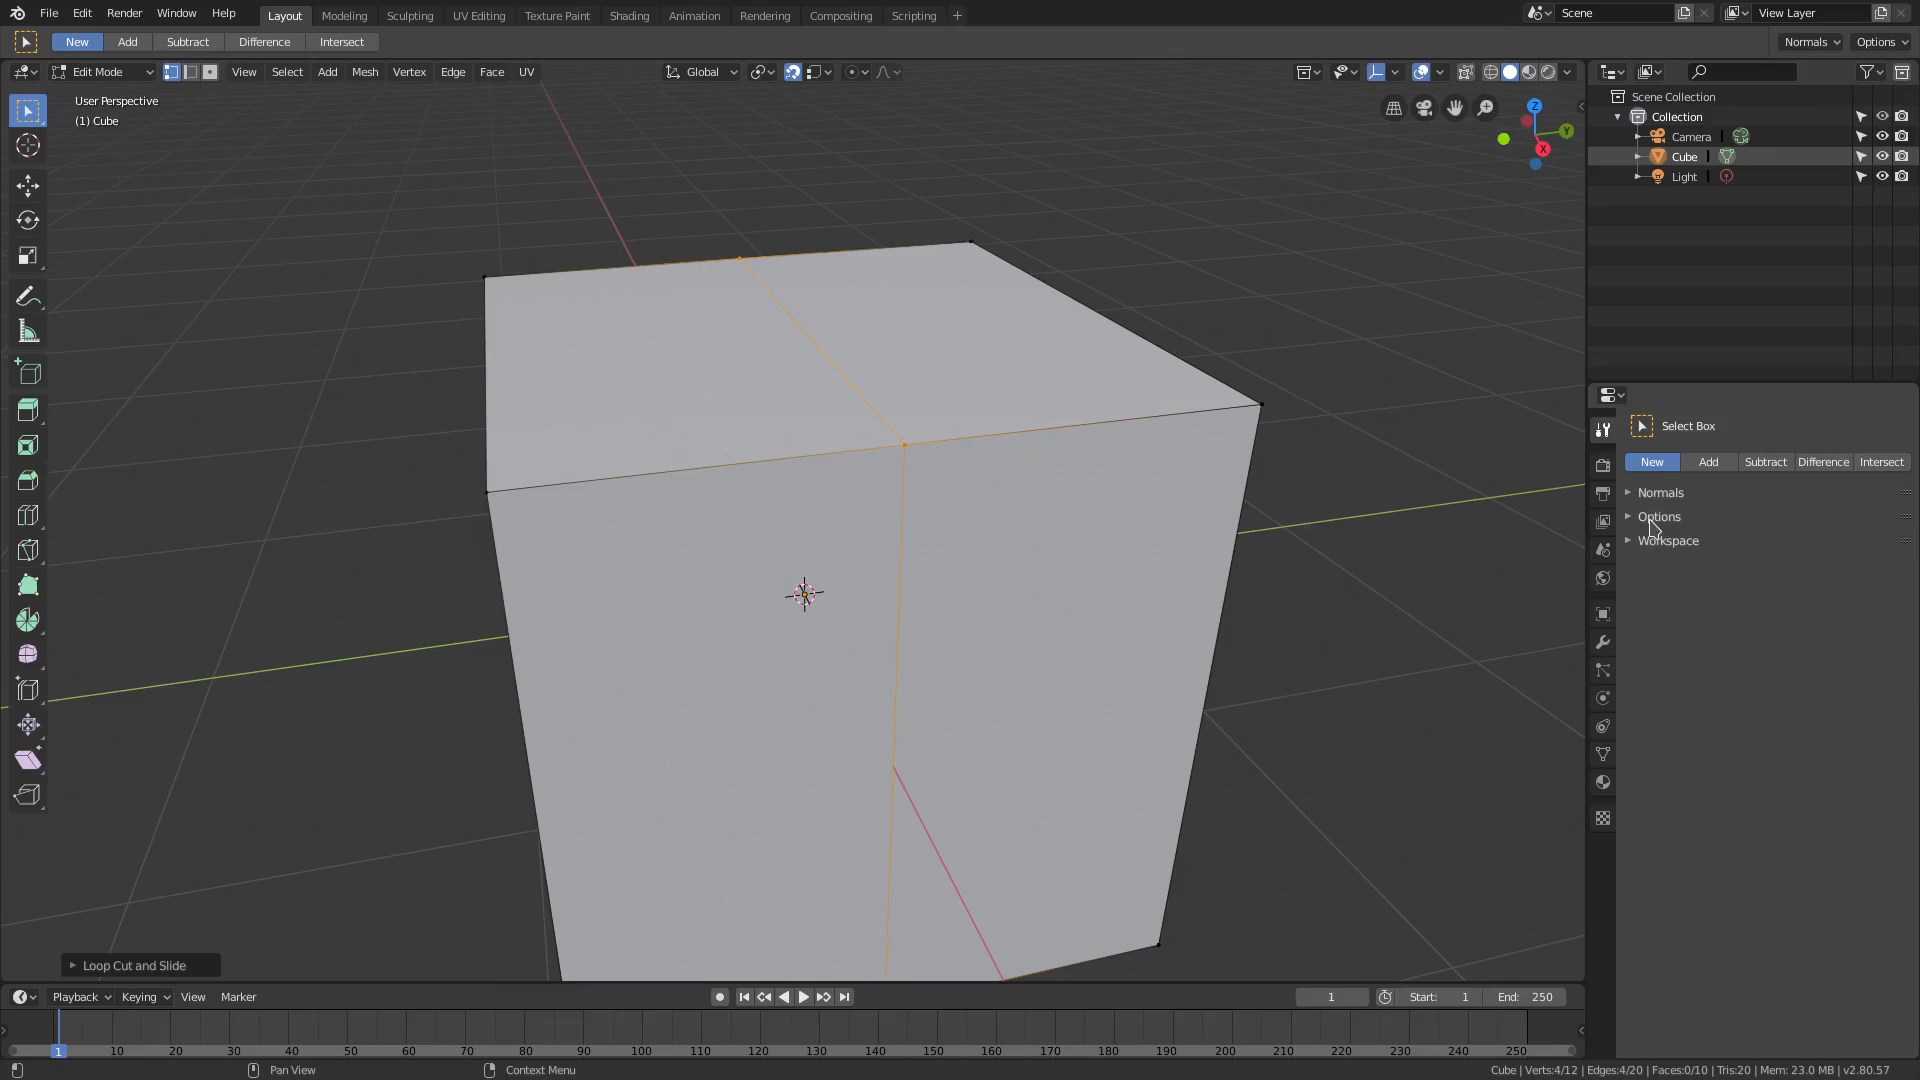 File Edit Render Window Help Layout Modeling Sculpting UV Editing Texture Paint Shading Animation Rendering Compositing Scripting Scene View Layer
New Add Subtract Difference Intersect Normals Options
Edit Mode View Select Add Mesh Vertex Edge Face UV Global
User Perspective
(1) Cube
Z
Y
X
Scene Collection
Collection
Camera
Cube
Light
Select Box
New Add Subtract Difference Intersect
Normals
Options
Workspace
Loop Cut and Slide
Playback Keying View Marker 1 Start: 1 End: 250
1 10 20 30 40 50 60 70 80 90 100 110 120 130 140 150 160 170 180 190 200 210 220 230 240 250
Pan View Context Menu Cube | Verts:4/12 | Edges:4/20 | Faces:0/10 | Tris:20 | Mem: 23.0 MB | v2.80.57